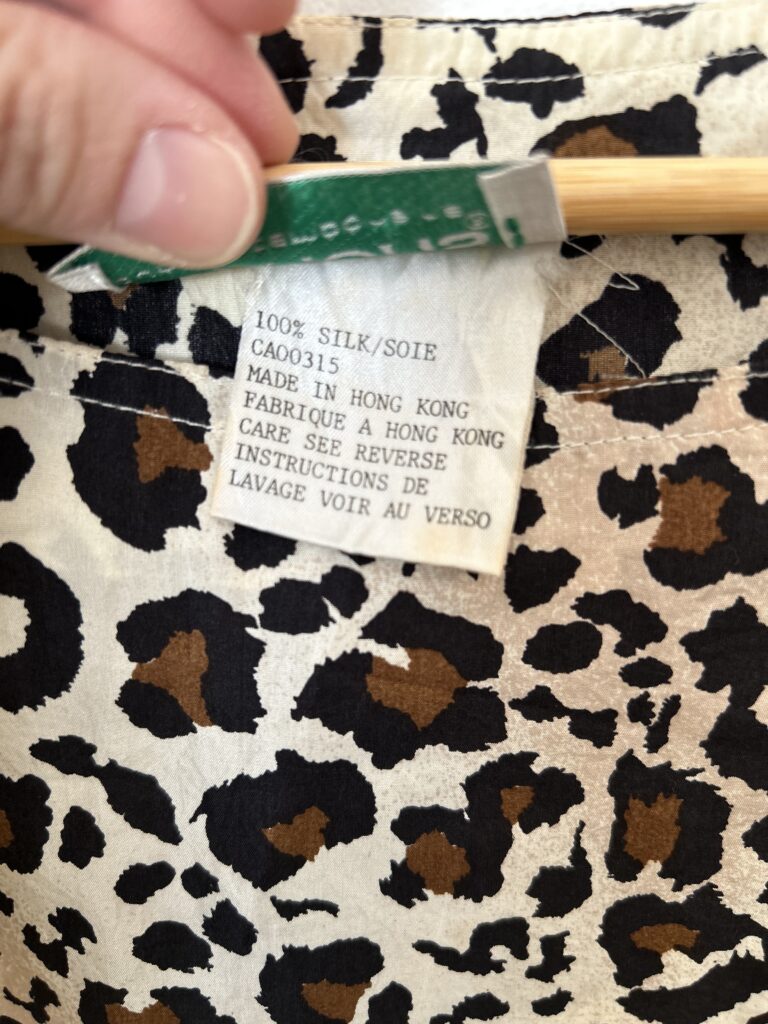 100% SILK/SOIE
CA00315
MADE IN HONG KONG
FABRIQUE A HONG KONG
CARE SEE REVERSE
INSTRUCTIONS DE
LAVAGE VOIR AU VERSO